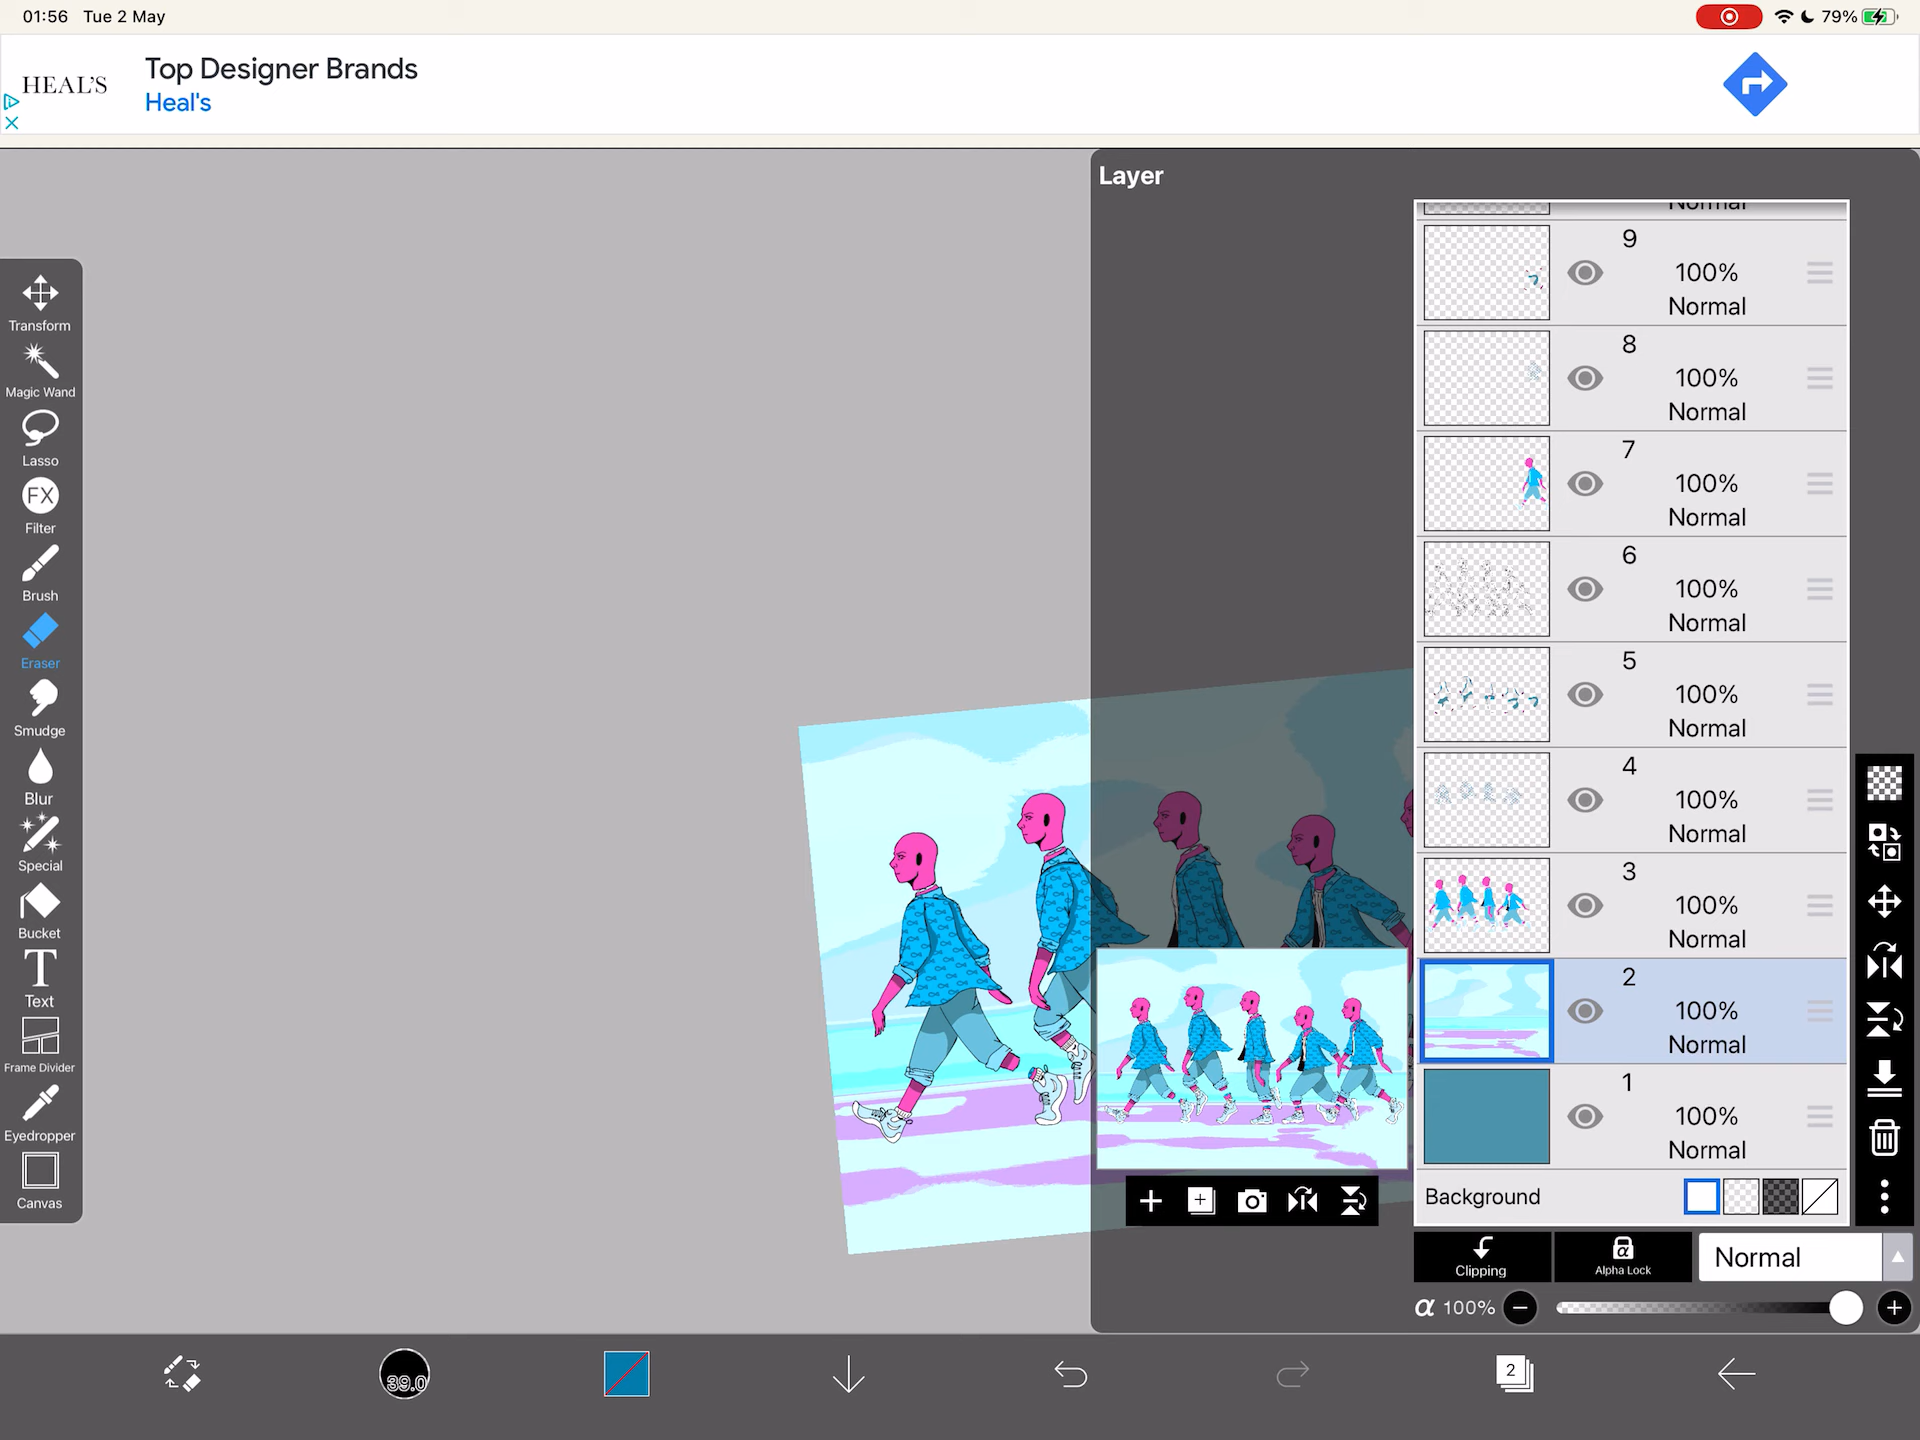 01:56 Tue 2 May
79%
HEAL'S
Top Designer Brands
Heal's
Layer
Normal
9
100%
Normal
8
100%
Normal
7
100%
Normal
6
100%
Normal
5
100%
Normal
4
100%
Normal
3
100%
Normal
2
100%
Normal
1
100%
Normal
Background
Clipping
Alpha Lock
Normal
α 100%
Transform
Magic Wand
Lasso
FX
Filter
Brush
Eraser
Smudge
Blur
Special
Bucket
T
Text
Frame Divider
Eyedropper
Canvas
39.0
2